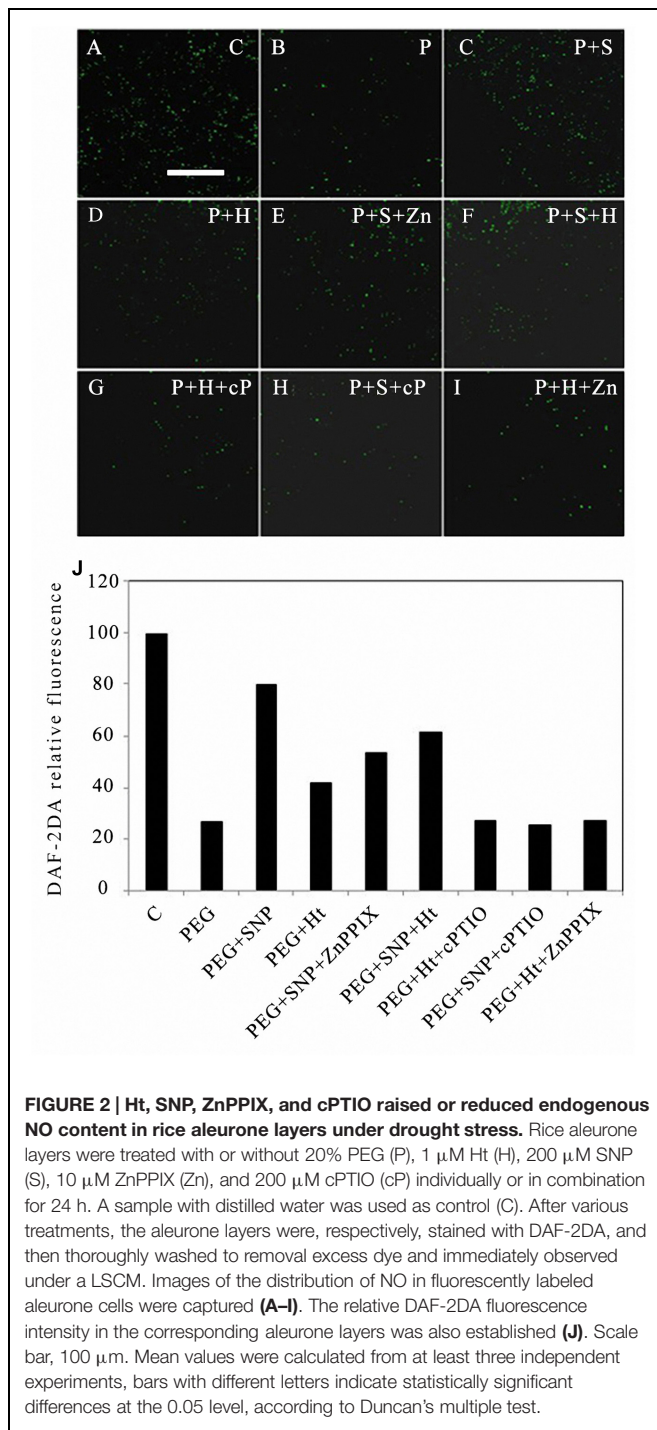 A C B P C P+S
D P+H E P+S+Zn F P+S+H
G P+H+cP H P+S+cP I P+H+Zn
J
120
100
80
60
40
20
0
DAF-2DA relative fluorescence
C
PEG
PEG+SNP
PEG+Ht
PEG+SNP+ZnPPIX
PEG+SNP+Ht
PEG+Ht+cPTIO
PEG+SNP+cPTIO
PEG+Ht+ZnPPIX
FIGURE 2 | Ht, SNP, ZnPPIX, and cPTIO raised or reduced endogenous
NO content in rice aleurone layers under drought stress. Rice aleurone
layers were treated with or without 20% PEG (P), 1 μM Ht (H), 200 μM SNP
(S), 10 μM ZnPPIX (Zn), and 200 μM cPTIO (cP) individually or in combination
for 24 h. A sample with distilled water was used as control (C). After various
treatments, the aleurone layers were, respectively, stained with DAF-2DA, and
then thoroughly washed to removal excess dye and immediately observed
under a LSCM. Images of the distribution of NO in fluorescently labeled
aleurone cells were captured (A–I). The relative DAF-2DA fluorescence
intensity in the corresponding aleurone layers was also established (J). Scale
bar, 100 μm. Mean values were calculated from at least three independent
experiments, bars with different letters indicate statistically significant
differences at the 0.05 level, according to Duncan's multiple test.